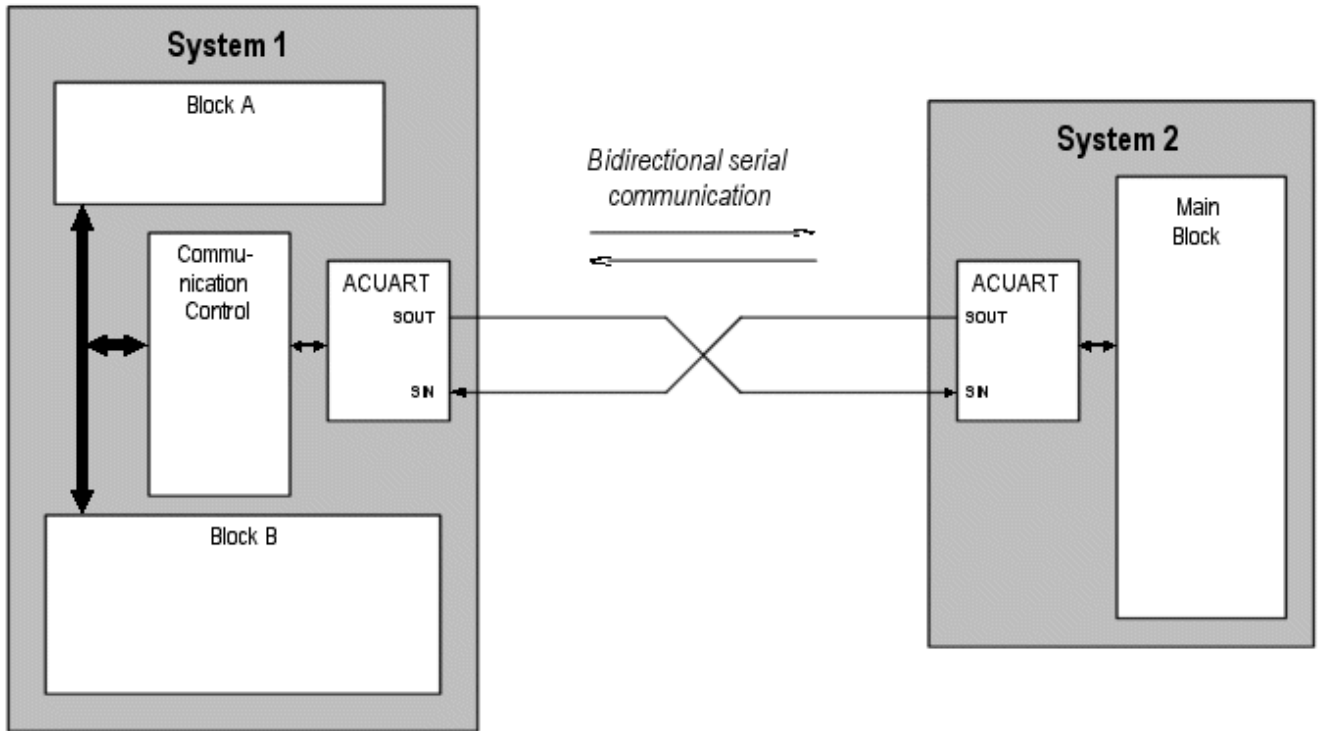 System 1
Block A
Commu-
nication
Control
ACUART
SOUT
SIN
Block B
Bidirectional serial
communication
System 2
ACUART
SOUT
SIN
Main
Block